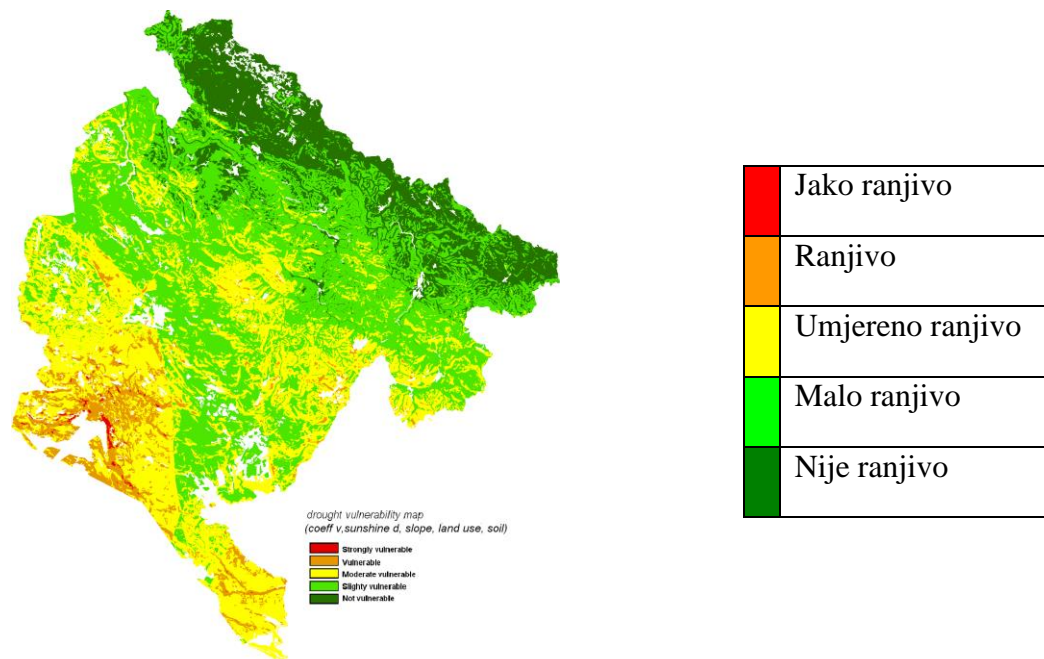 Jako ranjivo
Ranjivo
Umjereno ranjivo
Malo ranjivo
Nije ranjivo
drought vulnerability map
(coeff v,sunshine d, slope, land use, soil)
Strongly vulnerable
Vulnerable
Moderate vulnerable
Slighty vulnerable
Not vulnerable